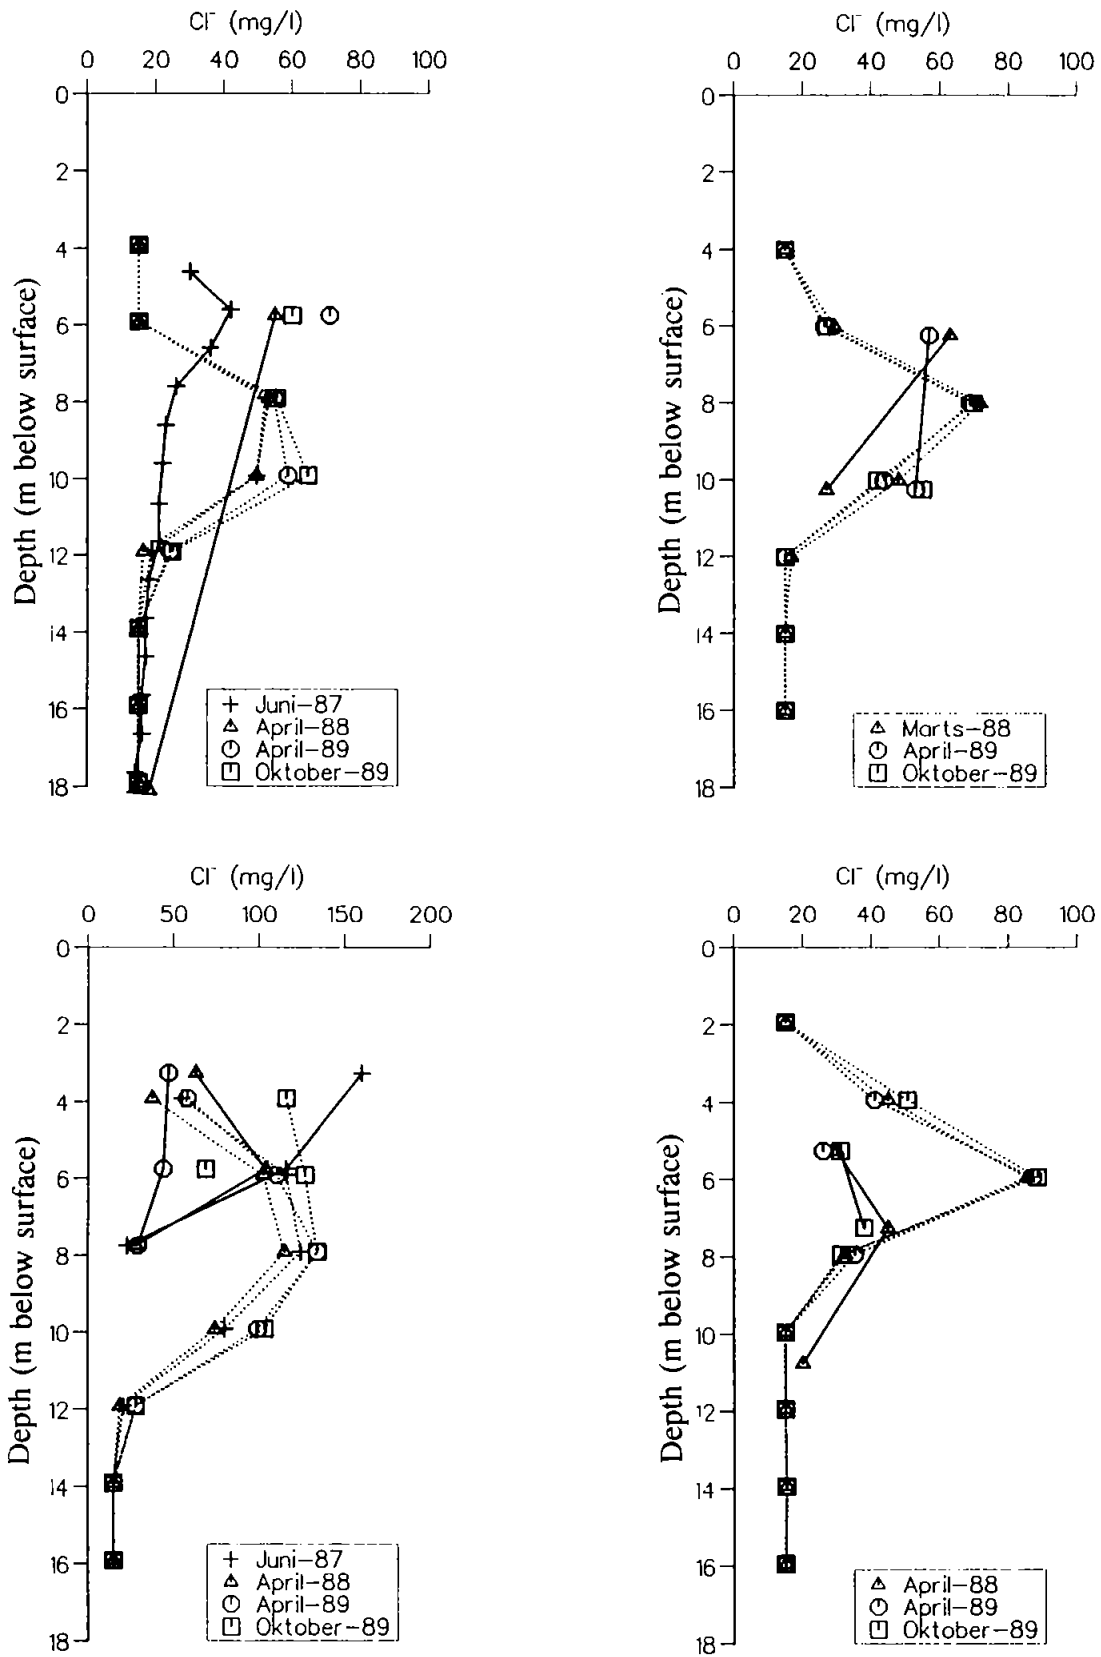 Cl⁻ (mg/l)
0 20 40 60 80 100
0
2
4
6
8
10
12
14
16
18
Depth (m below surface)
Juni-87
April-88
April-89
Oktober-89
Cl⁻ (mg/l)
0 20 40 60 80 100
0
2
4
6
8
10
12
14
16
18
Depth (m below surface)
Marts-88
April-89
Oktober-89
Cl⁻ (mg/l)
0 50 100 150 200
0
2
4
6
8
10
12
14
16
18
Depth (m below surface)
Juni-87
April-88
April-89
Oktober-89
Cl⁻ (mg/l)
0 20 40 60 80 100
0
2
4
6
8
10
12
14
16
18
Depth (m below surface)
April-88
April-89
Oktober-89